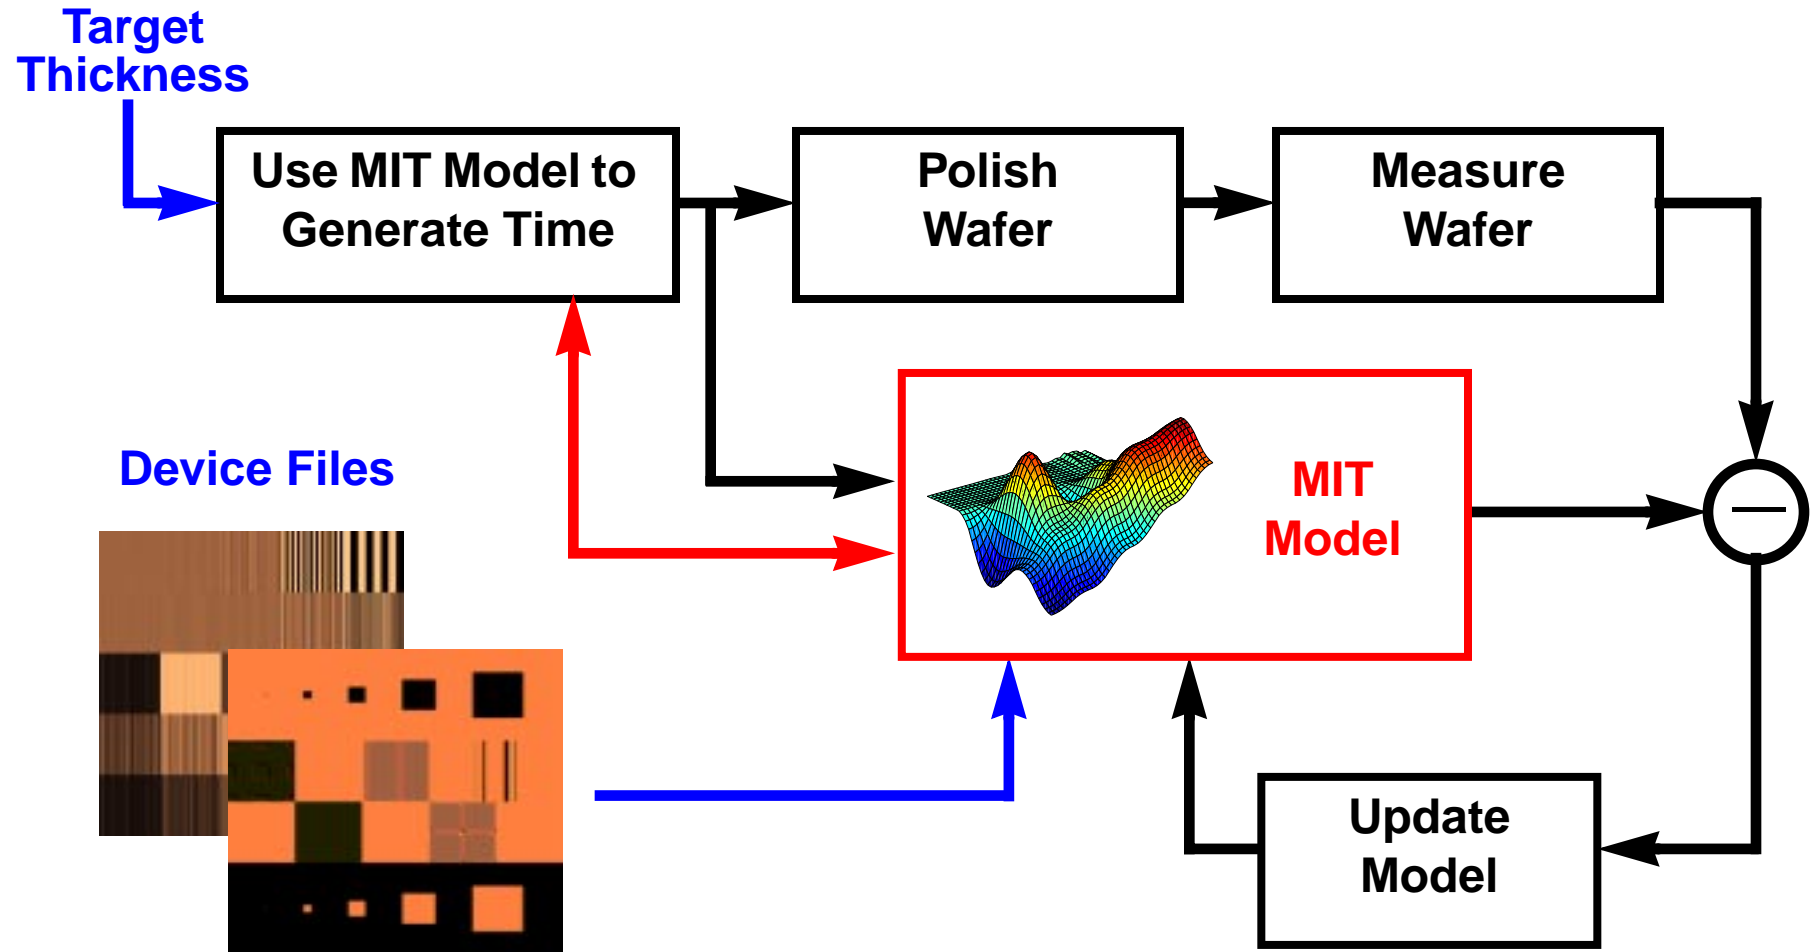 Target
Thickness
Use MIT Model to
Generate Time
Polish
Wafer
Measure
Wafer
Device Files
MIT
Model
Update
Model